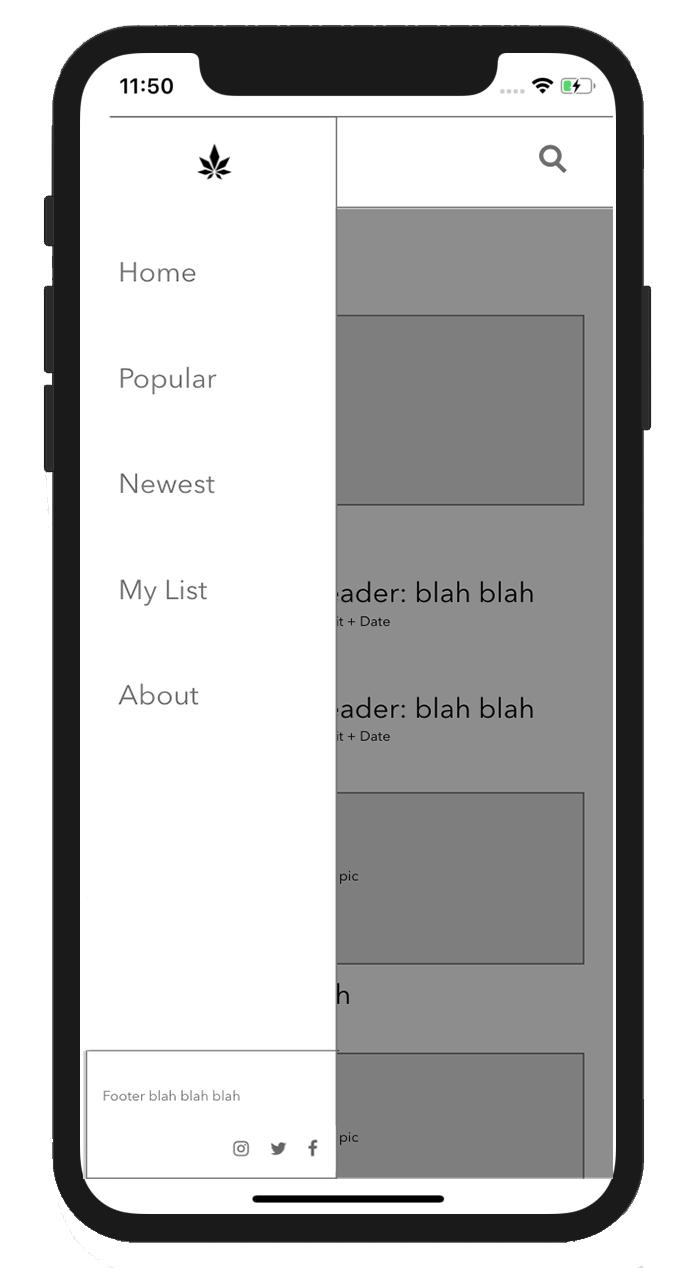 11:50
Home
Popular
Newest
My List
About
eader: blah blah
it + Date
eader: blah blah
it + Date
pic
h
pic
Footer blah blah blah